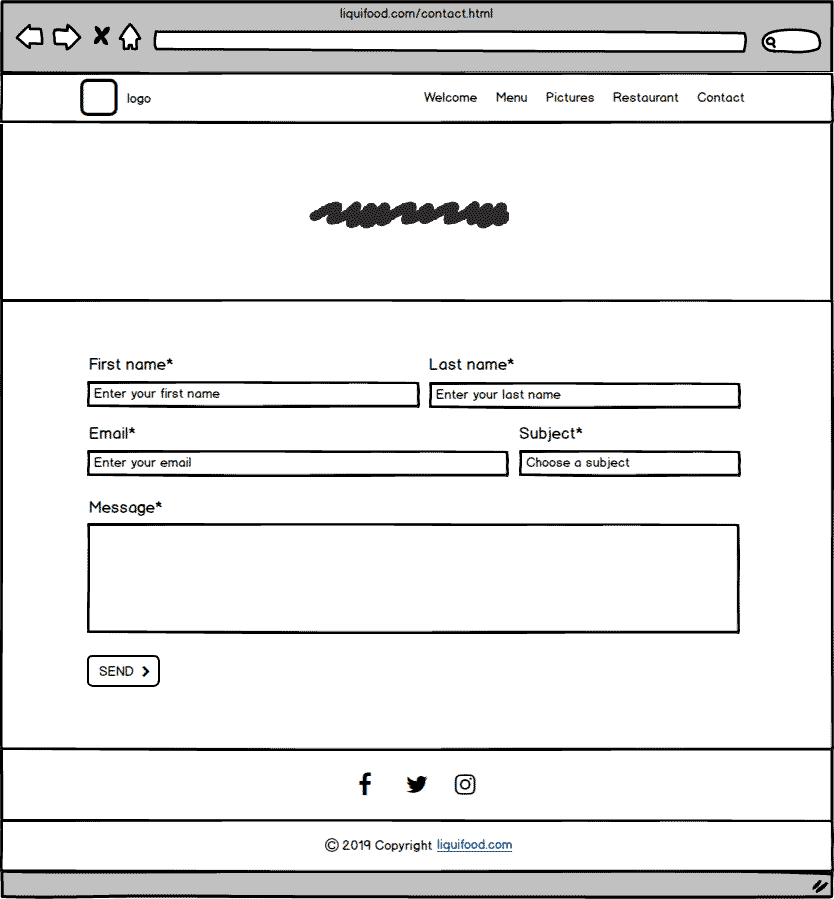 liquifood.com/contact.html
logo Welcome Menu Pictures Restaurant Contact
First name* Last name*
Enter your first name Enter your last name
Email* Subject*
Enter your email Choose a subject
Message*
SEND
© 2019 Copyright liquifood.com